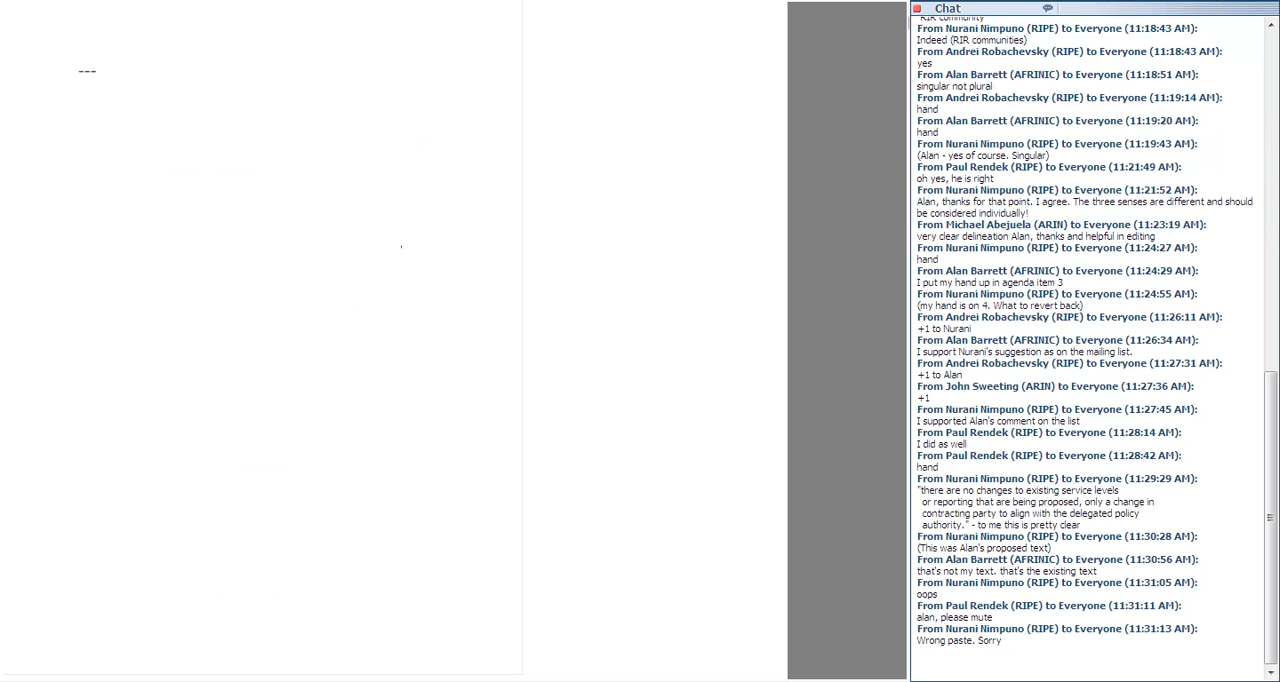 ---
Chat
RIR community
From Nurani Nimpuno (RIPE) to Everyone (11:18:43 AM):
Indeed (RIR communities)
From Andrei Robachevsky (RIPE) to Everyone (11:18:43 AM):
yes
From Alan Barrett (AFRINIC) to Everyone (11:18:51 AM):
singular not plural
From Andrei Robachevsky (RIPE) to Everyone (11:19:14 AM):
hand
From Alan Barrett (AFRINIC) to Everyone (11:19:20 AM):
hand
From Nurani Nimpuno (RIPE) to Everyone (11:19:43 AM):
(Alan - yes of course. Singular)
From Paul Rendek (RIPE) to Everyone (11:21:49 AM):
oh yes, he is right
From Nurani Nimpuno (RIPE) to Everyone (11:21:52 AM):
Alan, thanks for that point. I agree. The three senses are different and should
be considered individually!
From Michael Abejuela (ARIN) to Everyone (11:23:19 AM):
very clear delineation Alan, thanks and helpful in editing
From Nurani Nimpuno (RIPE) to Everyone (11:24:27 AM):
hand
From Alan Barrett (AFRINIC) to Everyone (11:24:29 AM):
I put my hand up in agenda item 3
From Nurani Nimpuno (RIPE) to Everyone (11:24:55 AM):
(my hand is on 4. What to revert back)
From Andrei Robachevsky (RIPE) to Everyone (11:26:11 AM):
+1 to Nurani
From Alan Barrett (AFRINIC) to Everyone (11:26:34 AM):
I support Nurani's suggestion as on the mailing list.
From Andrei Robachevsky (RIPE) to Everyone (11:27:31 AM):
+1 to Alan
From John Sweeting (ARIN) to Everyone (11:27:36 AM):
+1
From Nurani Nimpuno (RIPE) to Everyone (11:27:45 AM):
I supported Alan's comment on the list
From Paul Rendek (RIPE) to Everyone (11:28:14 AM):
I did as well
From Paul Rendek (RIPE) to Everyone (11:28:42 AM):
hand
From Nurani Nimpuno (RIPE) to Everyone (11:29:29 AM):
"there are no changes to existing service levels
or reporting that are being proposed, only a change in
contracting party to align with the delegated policy
authority." - to me this is pretty clear
From Nurani Nimpuno (RIPE) to Everyone (11:30:28 AM):
(This was Alan's proposed text)
From Alan Barrett (AFRINIC) to Everyone (11:30:56 AM):
that's not my text. that's the existing text
From Nurani Nimpuno (RIPE) to Everyone (11:31:05 AM):
oops
From Paul Rendek (RIPE) to Everyone (11:31:11 AM):
alan, please mute
From Nurani Nimpuno (RIPE) to Everyone (11:31:13 AM):
Wrong paste. Sorry